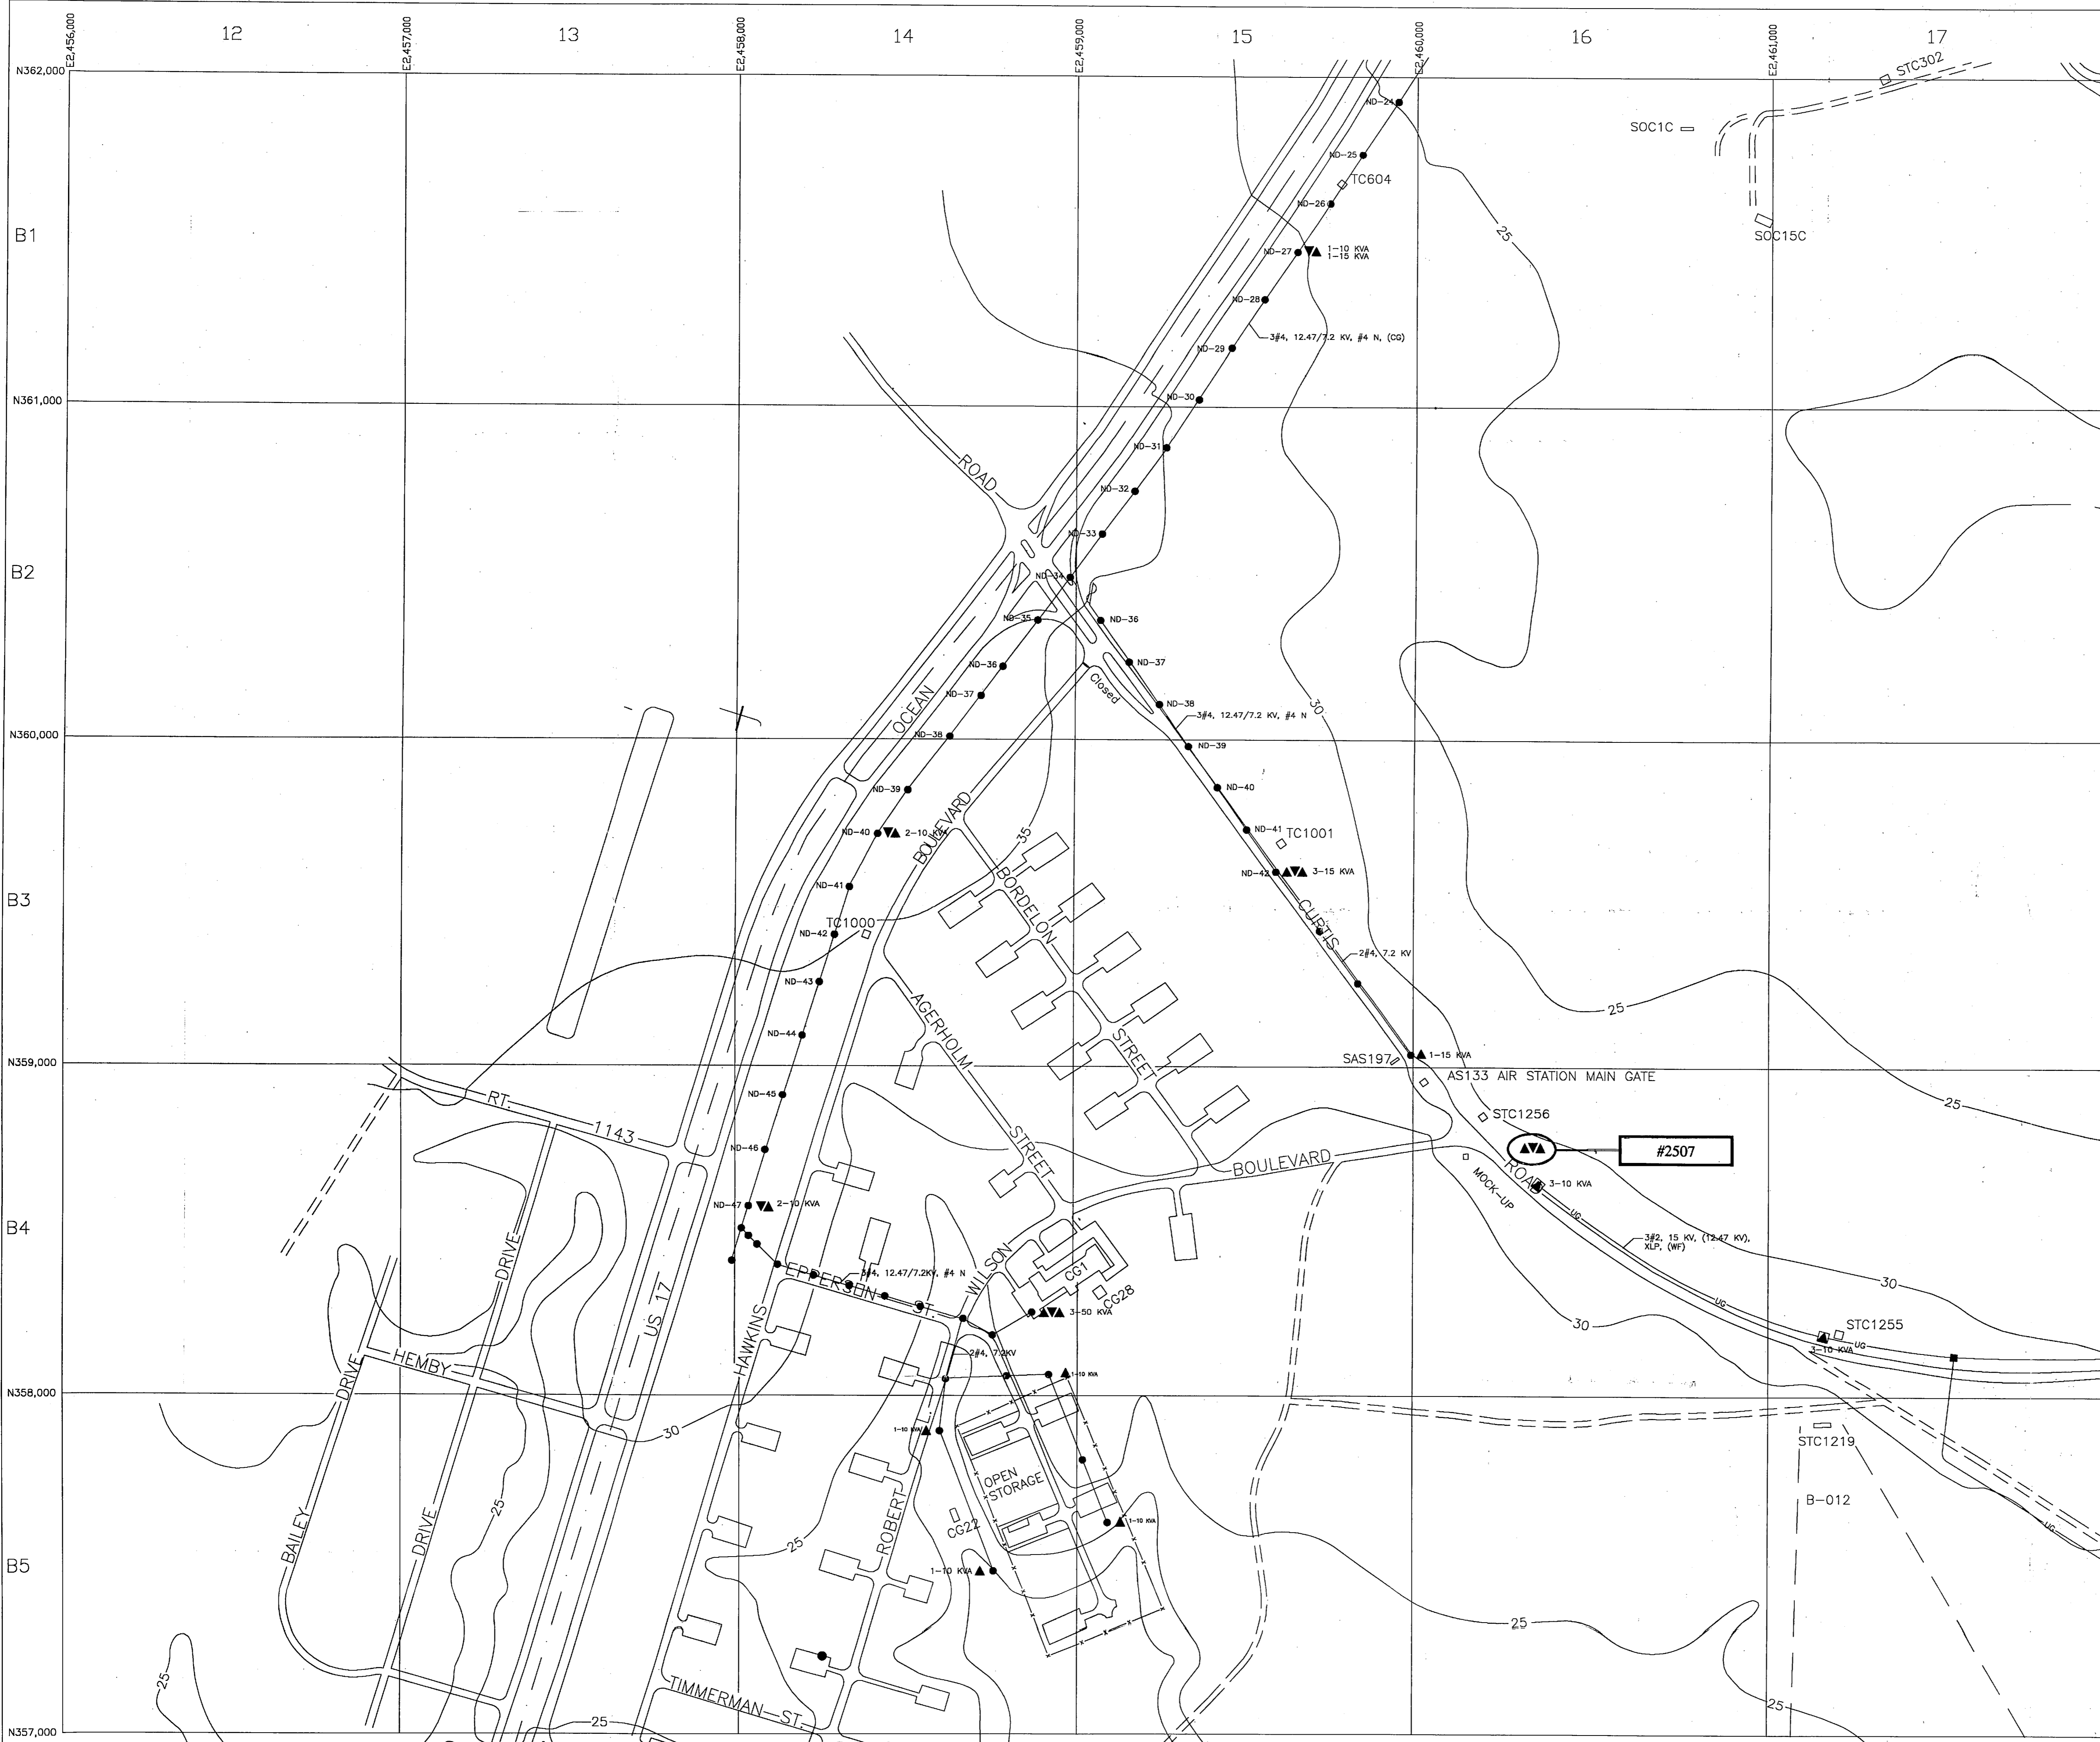 12
13
14
15
16
17
E2,456,000
E2,457,000
E2,458,000
E2,459,000
E2,460,000
E2,461,000
N362,000
STC302
ND-24
SOC1C
ND-25
TC604
ND-26
SOC15C
B1
25
ND-27
1-10 KVA
1-15 KVA
ND-28
3#4, 12.47/7.2 KV, #4 N, (CG)
ND-29
N361,000
ND-30
ND-31
ROAD
ND-32
ND-33
B2
ND-34
ND-35
ND-36
ND-36
ND-37
Closed
ND-37
ND-38
OCEAN
30
3#4, 12.47/7.2 KV, #4 N
N360,000
ND-38
ND-39
ND-39
ND-40
BOULEVARD
ND-40
2-10 KVA
35
ND-41
TC1001
ND-42
3-15 KVA
ND-41
BORDELON
B3
CURTIS
TC1000
ND-42
2#4, 7.2 KV
ND-43
25
AGERHOLM
ND-44
STREET
N359,000
SAS197
1-15 KVA
AS133 AIR STATION MAIN GATE
ND-45
RT.
1143
25
STC1256
ND-46
STREET
BOULEVARD
#2507
ROAD
MOCK-UP
3-10 KVA
UG
ND-47
2-10 KVA
B4
DRIVE
3#2, 15 KV, (12.47 KV),
XLP, (WF)
WILSON
CG1
CG28
3#4, 12.47/7.2KV, #4 N
EPPERSON ST.
30
UG
3-50 KVA
30
STC1255
UG
3-10 KVA
US 17
HAWKINS
HEMBY
DRIVE
2#4, 7.2KV
1-10 KVA
N358,000
L.
1-10 KVA
30
STC1219
OPEN
STORAGE
25
B-012
ROBERT
CG22
1-10 KVA
UG
BAILEY
DRIVE
25
B5
1-10 KVA
25
25
TIMMERMAN ST.
25
25
N357,000